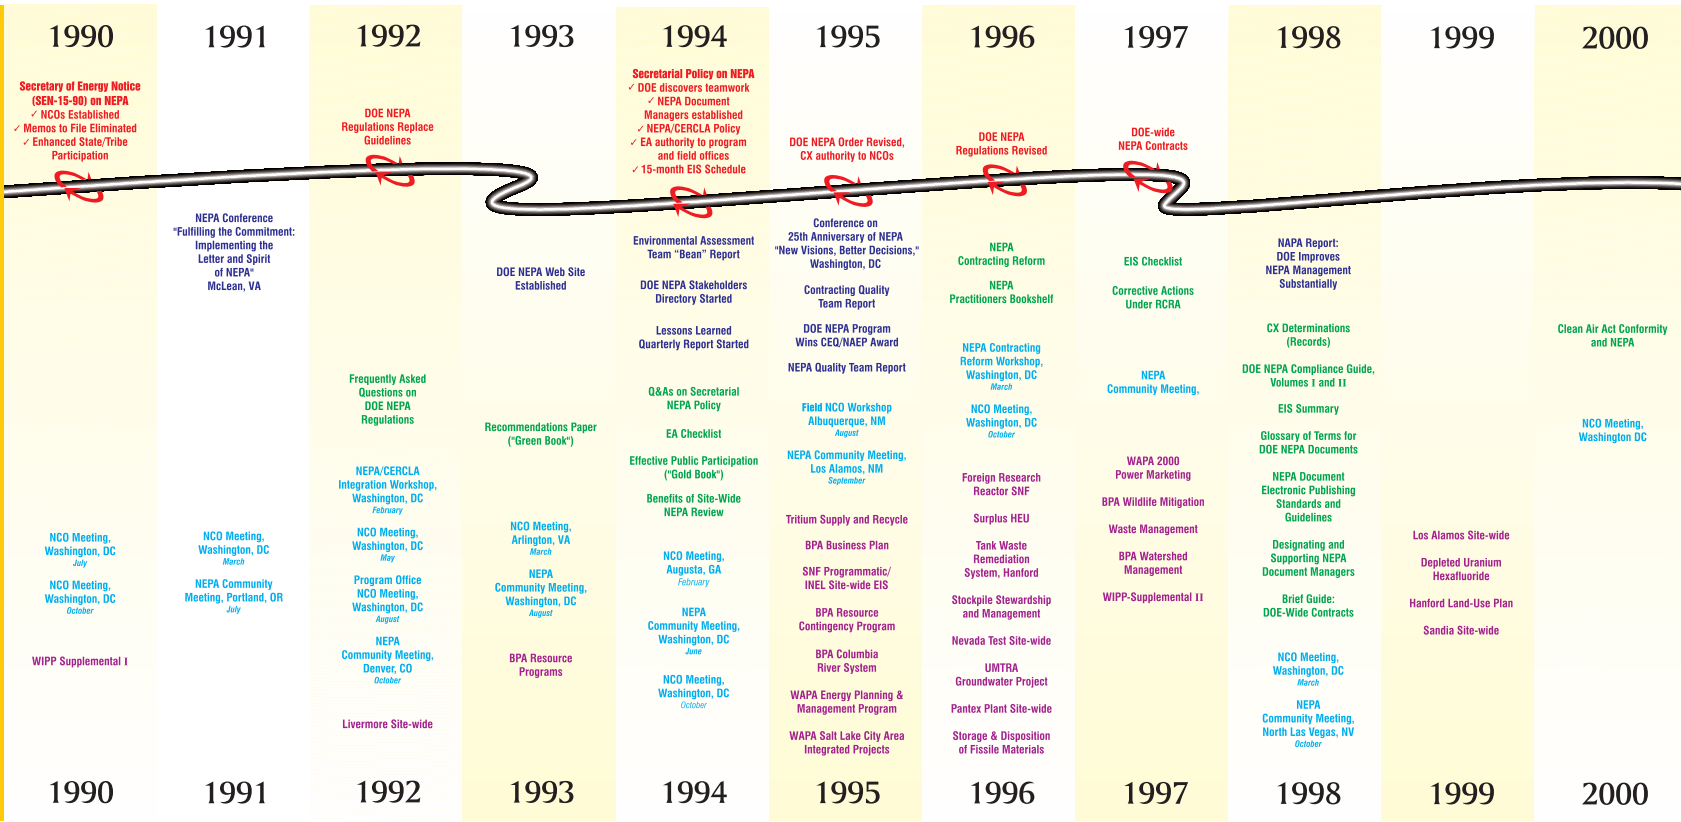 1990
1991
1992
1993
1994
1995
1996
1997
1998
1999
2000
Secretary of Energy Notice
(SEN-15-90) on NEPA
✓ NCOs Established
✓ Memos to File Eliminated
✓ Enhanced State/Tribe
Participation
NCO Meeting,
Washington, DC
July
NCO Meeting,
Washington, DC
October
WIPP Supplemental I
NEPA Conference
"Fulfilling the Commitment:
Implementing the
Letter and Spirit
of NEPA"
McLean, VA
NCO Meeting,
Washington, DC
March
NEPA Community
Meeting, Portland, OR
July
DOE NEPA
Regulations Replace
Guidelines
Frequently Asked
Questions on
DOE NEPA
Regulations
NEPA/CERCLA
Integration Workshop,
Washington, DC
February
NCO Meeting,
Washington, DC
May
Program Office
NCO Meeting,
Washington, DC
August
NEPA
Community Meeting,
Denver, CO
October
Livermore Site-wide
DOE NEPA Web Site
Established
Recommendations Paper
("Green Book")
NCO Meeting,
Arlington, VA
March
NEPA
Community Meeting,
Washington, DC
August
BPA Resource
Programs
Secretarial Policy on NEPA
✓ DOE discovers teamwork
✓ NEPA Document
Managers established
✓ NEPA/CERCLA Policy
✓ EA authority to program
and field offices
✓ 15-month EIS Schedule
Environmental Assessment
Team “Bean” Report
DOE NEPA Stakeholders
Directory Started
Lessons Learned
Quarterly Report Started
Q&As on Secretarial
NEPA Policy
EA Checklist
Effective Public Participation
("Gold Book")
Benefits of Site-Wide
NEPA Review
NCO Meeting,
Augusta, GA
February
NEPA
Community Meeting,
Washington, DC
June
NCO Meeting,
Washington, DC
October
DOE NEPA Order Revised,
CX authority to NCOs
Conference on
25th Anniversary of NEPA
"New Visions, Better Decisions,"
Washington, DC
Contracting Quality
Team Report
DOE NEPA Program
Wins CEQ/NAEP Award
NEPA Quality Team Report
Field NCO Workshop
Albuquerque, NM
August
NEPA Community Meeting,
Los Alamos, NM
September
Tritium Supply and Recycle
BPA Business Plan
SNF Programmatic/
INEL Site-wide EIS
BPA Resource
Contingency Program
BPA Columbia
River System
WAPA Energy Planning &
Management Program
WAPA Salt Lake City Area
Integrated Projects
DOE NEPA
Regulations Revised
NEPA
Contracting Reform
NEPA
Practitioners Bookshelf
NEPA Contracting
Reform Workshop,
Washington, DC
March
NCO Meeting,
Washington, DC
October
Foreign Research
Reactor SNF
Surplus HEU
Tank Waste
Remediation
System, Hanford
Stockpile Stewardship
and Management
Nevada Test Site-wide
UMTRA
Groundwater Project
Pantex Plant Site-wide
Storage & Disposition
of Fissile Materials
DOE-wide
NEPA Contracts
EIS Checklist
Corrective Actions
Under RCRA
NEPA
Community Meeting,
WAPA 2000
Power Marketing
BPA Wildlife Mitigation
Waste Management
BPA Watershed
Management
WIPP-Supplemental II
NAPA Report:
DOE Improves
NEPA Management
Substantially
CX Determinations
(Records)
DOE NEPA Compliance Guide,
Volumes I and II
EIS Summary
Glossary of Terms for
DOE NEPA Documents
NEPA Document
Electronic Publishing
Standards and
Guidelines
Designating and
Supporting NEPA
Document Managers
Brief Guide:
DOE-Wide Contracts
NCO Meeting,
Washington, DC
March
NEPA
Community Meeting,
North Las Vegas, NV
October
Los Alamos Site-wide
Depleted Uranium
Hexafluoride
Hanford Land-Use Plan
Sandia Site-wide
Clean Air Act Conformity
and NEPA
NCO Meeting,
Washington DC
1990
1991
1992
1993
1994
1995
1996
1997
1998
1999
2000